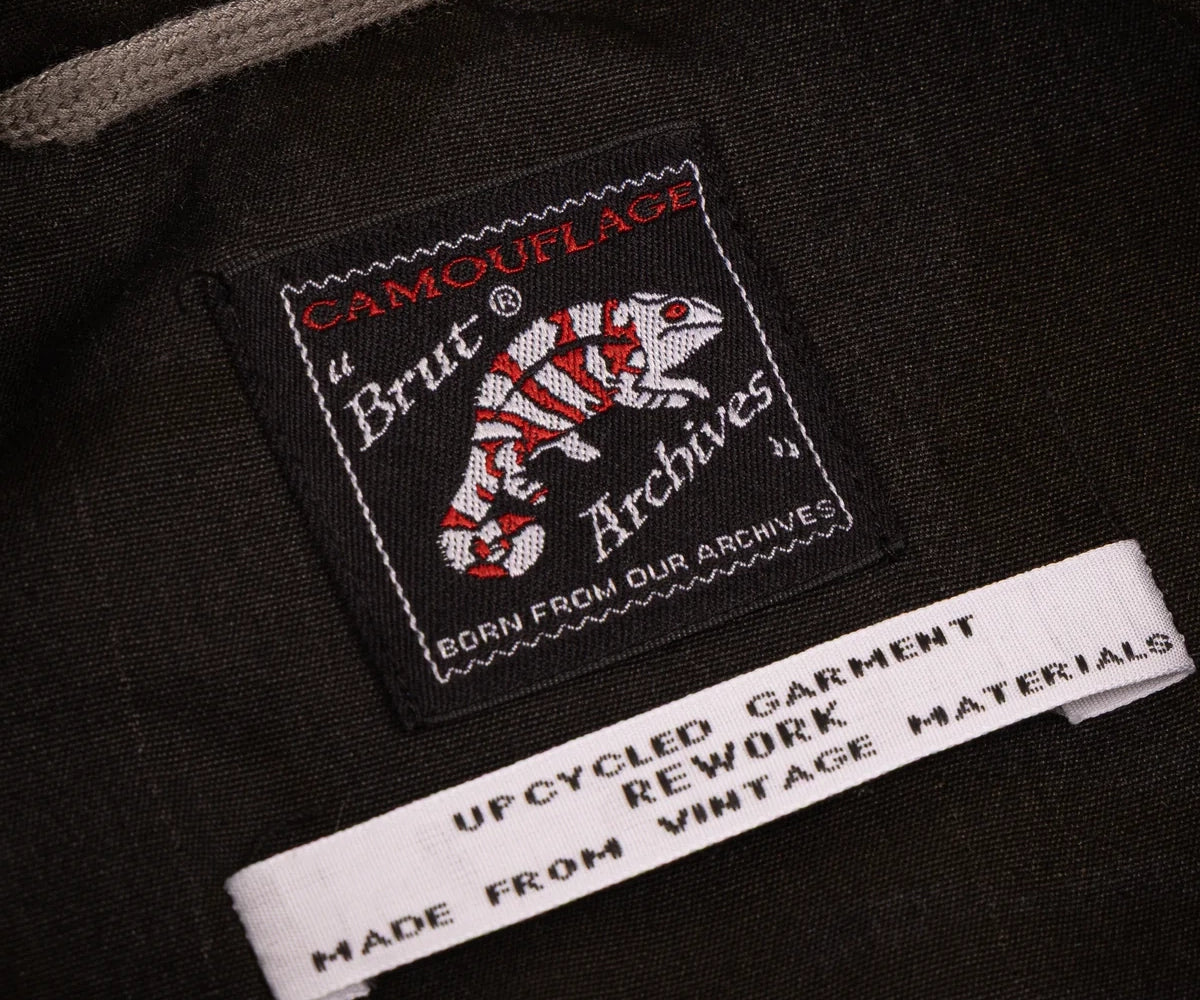 CAMOUFLAGE
“Brut®
Archives”
BORN FROM OUR ARCHIVES
UPCYCLED GARMENT
REWORK
MADE FROM VINTAGE MATERIALS